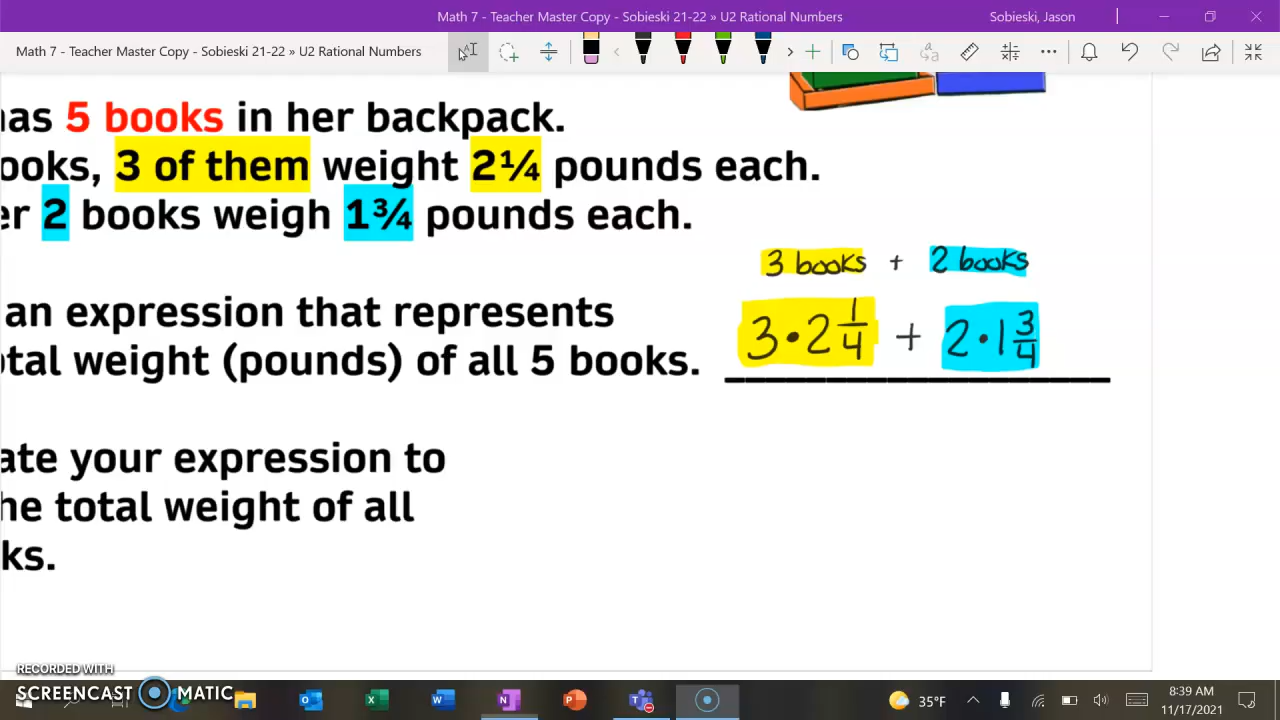 Math 7 - Teacher Master Copy - Sobieski 21-22 » U2 Rational Numbers
Sobieski, Jason
Math 7 - Teacher Master Copy - Sobieski 21-22 » U2 Rational Numbers
as 5 books in her backpack.
ooks, 3 of them weight 2¼ pounds each.
er 2 books weigh 1¾ pounds each.
3 books + 2 books
3 • 2 1/4 + 2 • 1 3/4
an expression that represents
otal weight (pounds) of all 5 books.
ate your expression to
he total weight of all
ks.
RECORDED WITH
SCREENCAST MATIC
35°F
8:39 AM
11/17/2021